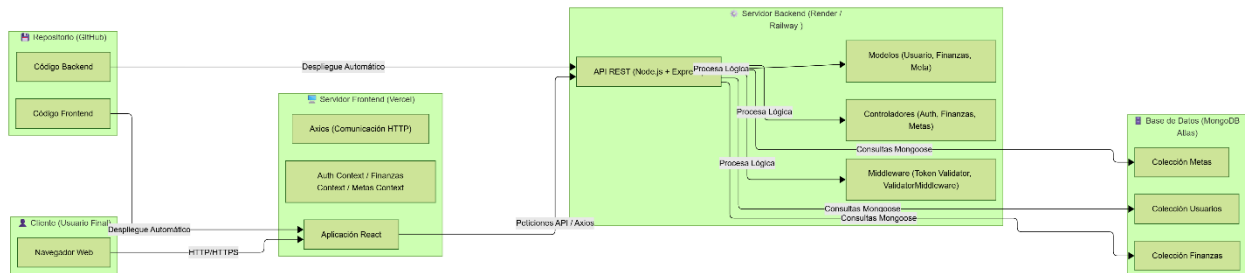 Repositorio (GitHub)
Código Backend
Código Frontend
Cliente (Usuario Final)
Navegador Web
Despliegue Automático
Despliegue Automático
HTTP/HTTPS
Servidor Frontend (Vercel)
Axios (Comunicación HTTP)
Auth Context / Finanzas
Context / Metas Context
Aplicación React
Peticiones API / Axios
Servidor Backend (Render /
Railway )
API REST (Node.js +
Procesa Lógica
Procesa Lógica
Procesa Lógica
Modelos (Usuario, Finanzas,
Meta)
Controladores (Auth, Finanzas,
Metas)
Middleware (Token Validator,
ValidaterMiddleware)
Consultas Mongoose
Consultas Mongoose
Consultas Mongoose
Base de Datos (MongoDB
Atlas)
Colección Metas
Colección Usuarios
Colección Finanzas